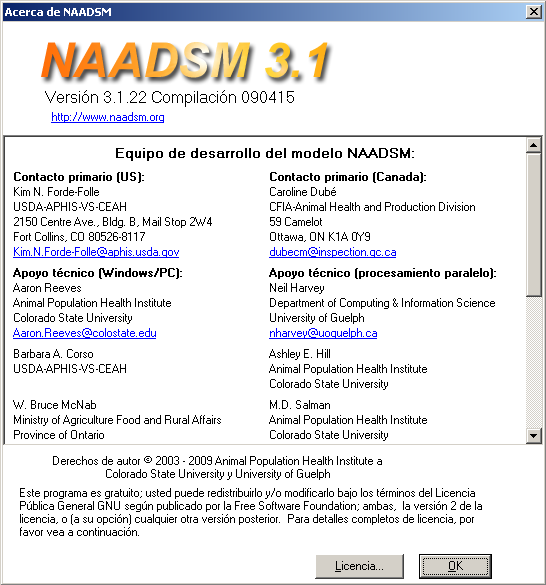 Acerca de NAADSM
NAADSM 3.1
Versión 3.1.22 Compilación 090415
http://www.naadsm.org
Equipo de desarrollo del modelo NAADSM:
Contacto primario (US):
Kim N. Forde-Folle
USDA-APHIS-VS-CEAH
2150 Centre Ave., Bldg. B, Mail Stop 2W4
Fort Collins, CO 80526-8117
Kim.N.Forde-Folle@aphis.usda.gov
Contacto primario (Canada):
Caroline Dubé
CFIA-Animal Health and Production Division
59 Camelot
Ottawa, ON K1A 0Y9
dubecm@inspection.gc.ca
Apoyo técnico (Windows/PC):
Aaron Reeves
Animal Population Health Institute
Colorado State University
Aaron.Reeves@colostate.edu
Apoyo técnico (procesamiento paralelo):
Neil Harvey
Department of Computing & Information Science
University of Guelph
nharvey@uoguelph.ca
Barbara A. Corso
USDA-APHIS-VS-CEAH
Ashley E. Hill
Animal Population Health Institute
Colorado State University
W. Bruce McNab
Ministry of Agriculture Food and Rural Affairs
Province of Ontario
M.D. Salman
Animal Population Health Institute
Colorado State University
Derechos de autor © 2003 - 2009 Animal Population Health Institute a
Colorado State University y University of Guelph
Este programa es gratuito; usted puede redistribuirlo y/o modificarlo bajo los términos del Licencia
Pública General GNU según publicado por la Free Software Foundation; ambas,  la versión 2 de la
licencia, o (a su opción) cualquier otra versión posterior.  Para detalles completos de licencia, por
favor vea a continuación.
Licencia...
OK